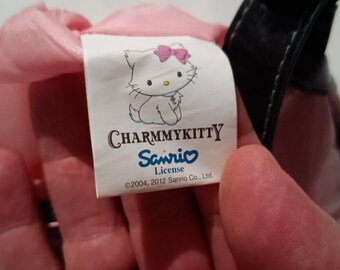 CHARMMYKITTY
Sanrio
License
©2004, 2012 Sanrio Co., Ltd.